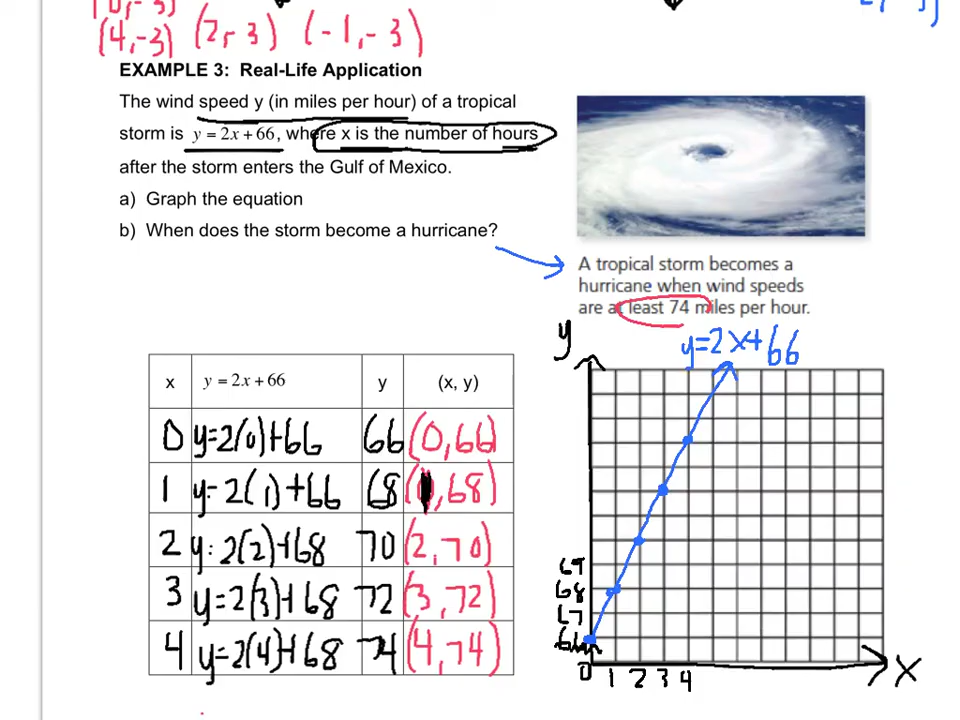 (4,-3) (2,-3) (-1,-3)
EXAMPLE 3: Real-Life Application
The wind speed y (in miles per hour) of a tropical
storm is y = 2x + 66, where x is the number of hours
after the storm enters the Gulf of Mexico.
a) Graph the equation
b) When does the storm become a hurricane?
A tropical storm becomes a
hurricane when wind speeds
are at least 74 miles per hour.
x y = 2x + 66 y (x, y)
0 y=2(0)+66 66 (0,66)
1 y=2(1)+66 68 (,68)
2 y=2(2)+68 70 (2,70)
3 y=2(3)+68 72 (3,72)
4 y=2(4)+68 74 (4,74)
y
y=2x+66
69
68
67
66
0 1 2 3 4
x